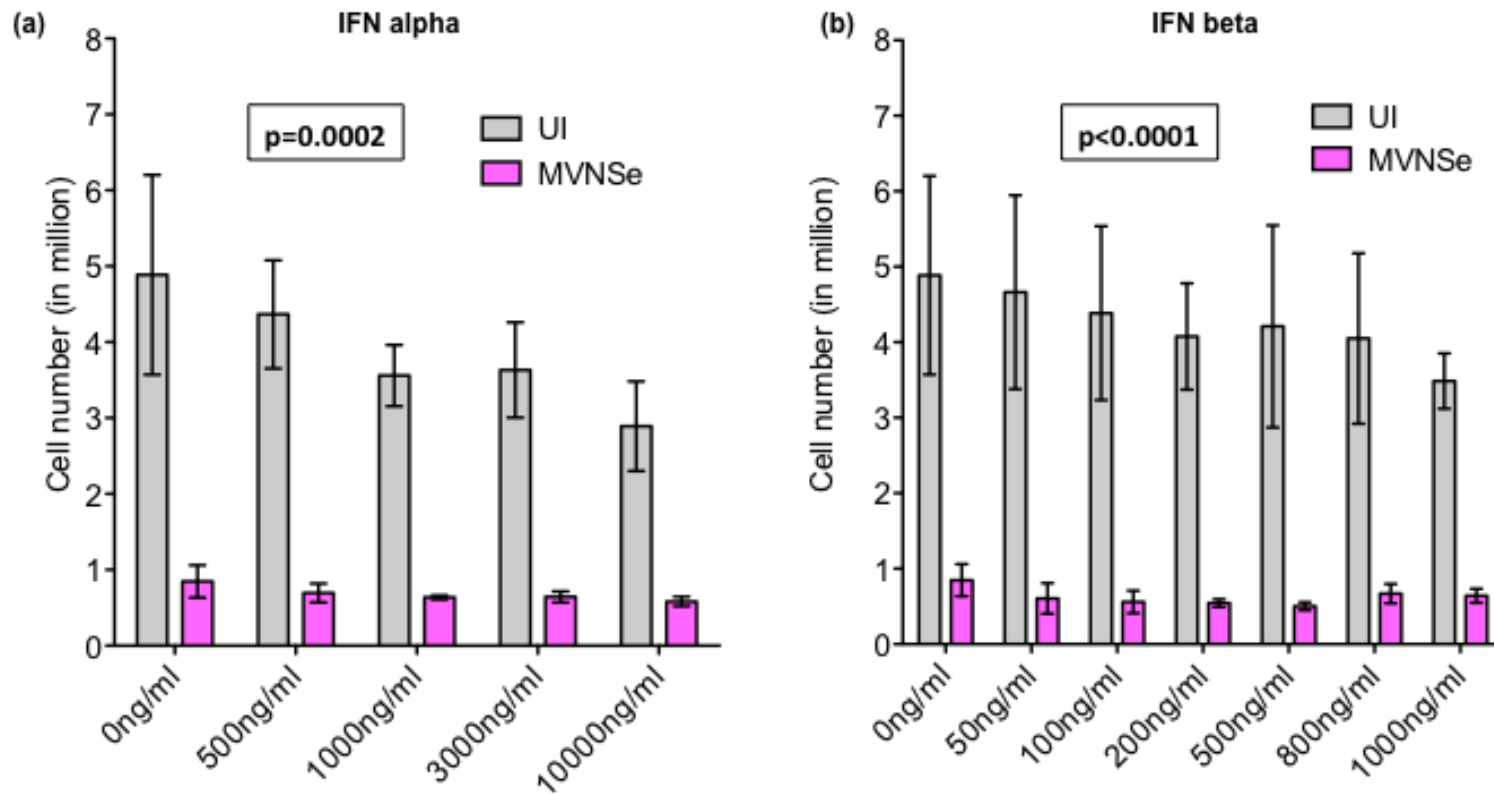 (a)
IFN alpha
8
7
6
5
4
3
2
1
0
Cell number (in million)
p=0.0002
UI
MVNSe
0ng/ml
500ng/ml
1000ng/ml
3000ng/ml
10000ng/ml
(b)
IFN beta
8
7
6
5
4
3
2
1
0
Cell number (in million)
p<0.0001
UI
MVNSe
0ng/ml
50ng/ml
100ng/ml
200ng/ml
500ng/ml
800ng/ml
1000ng/ml